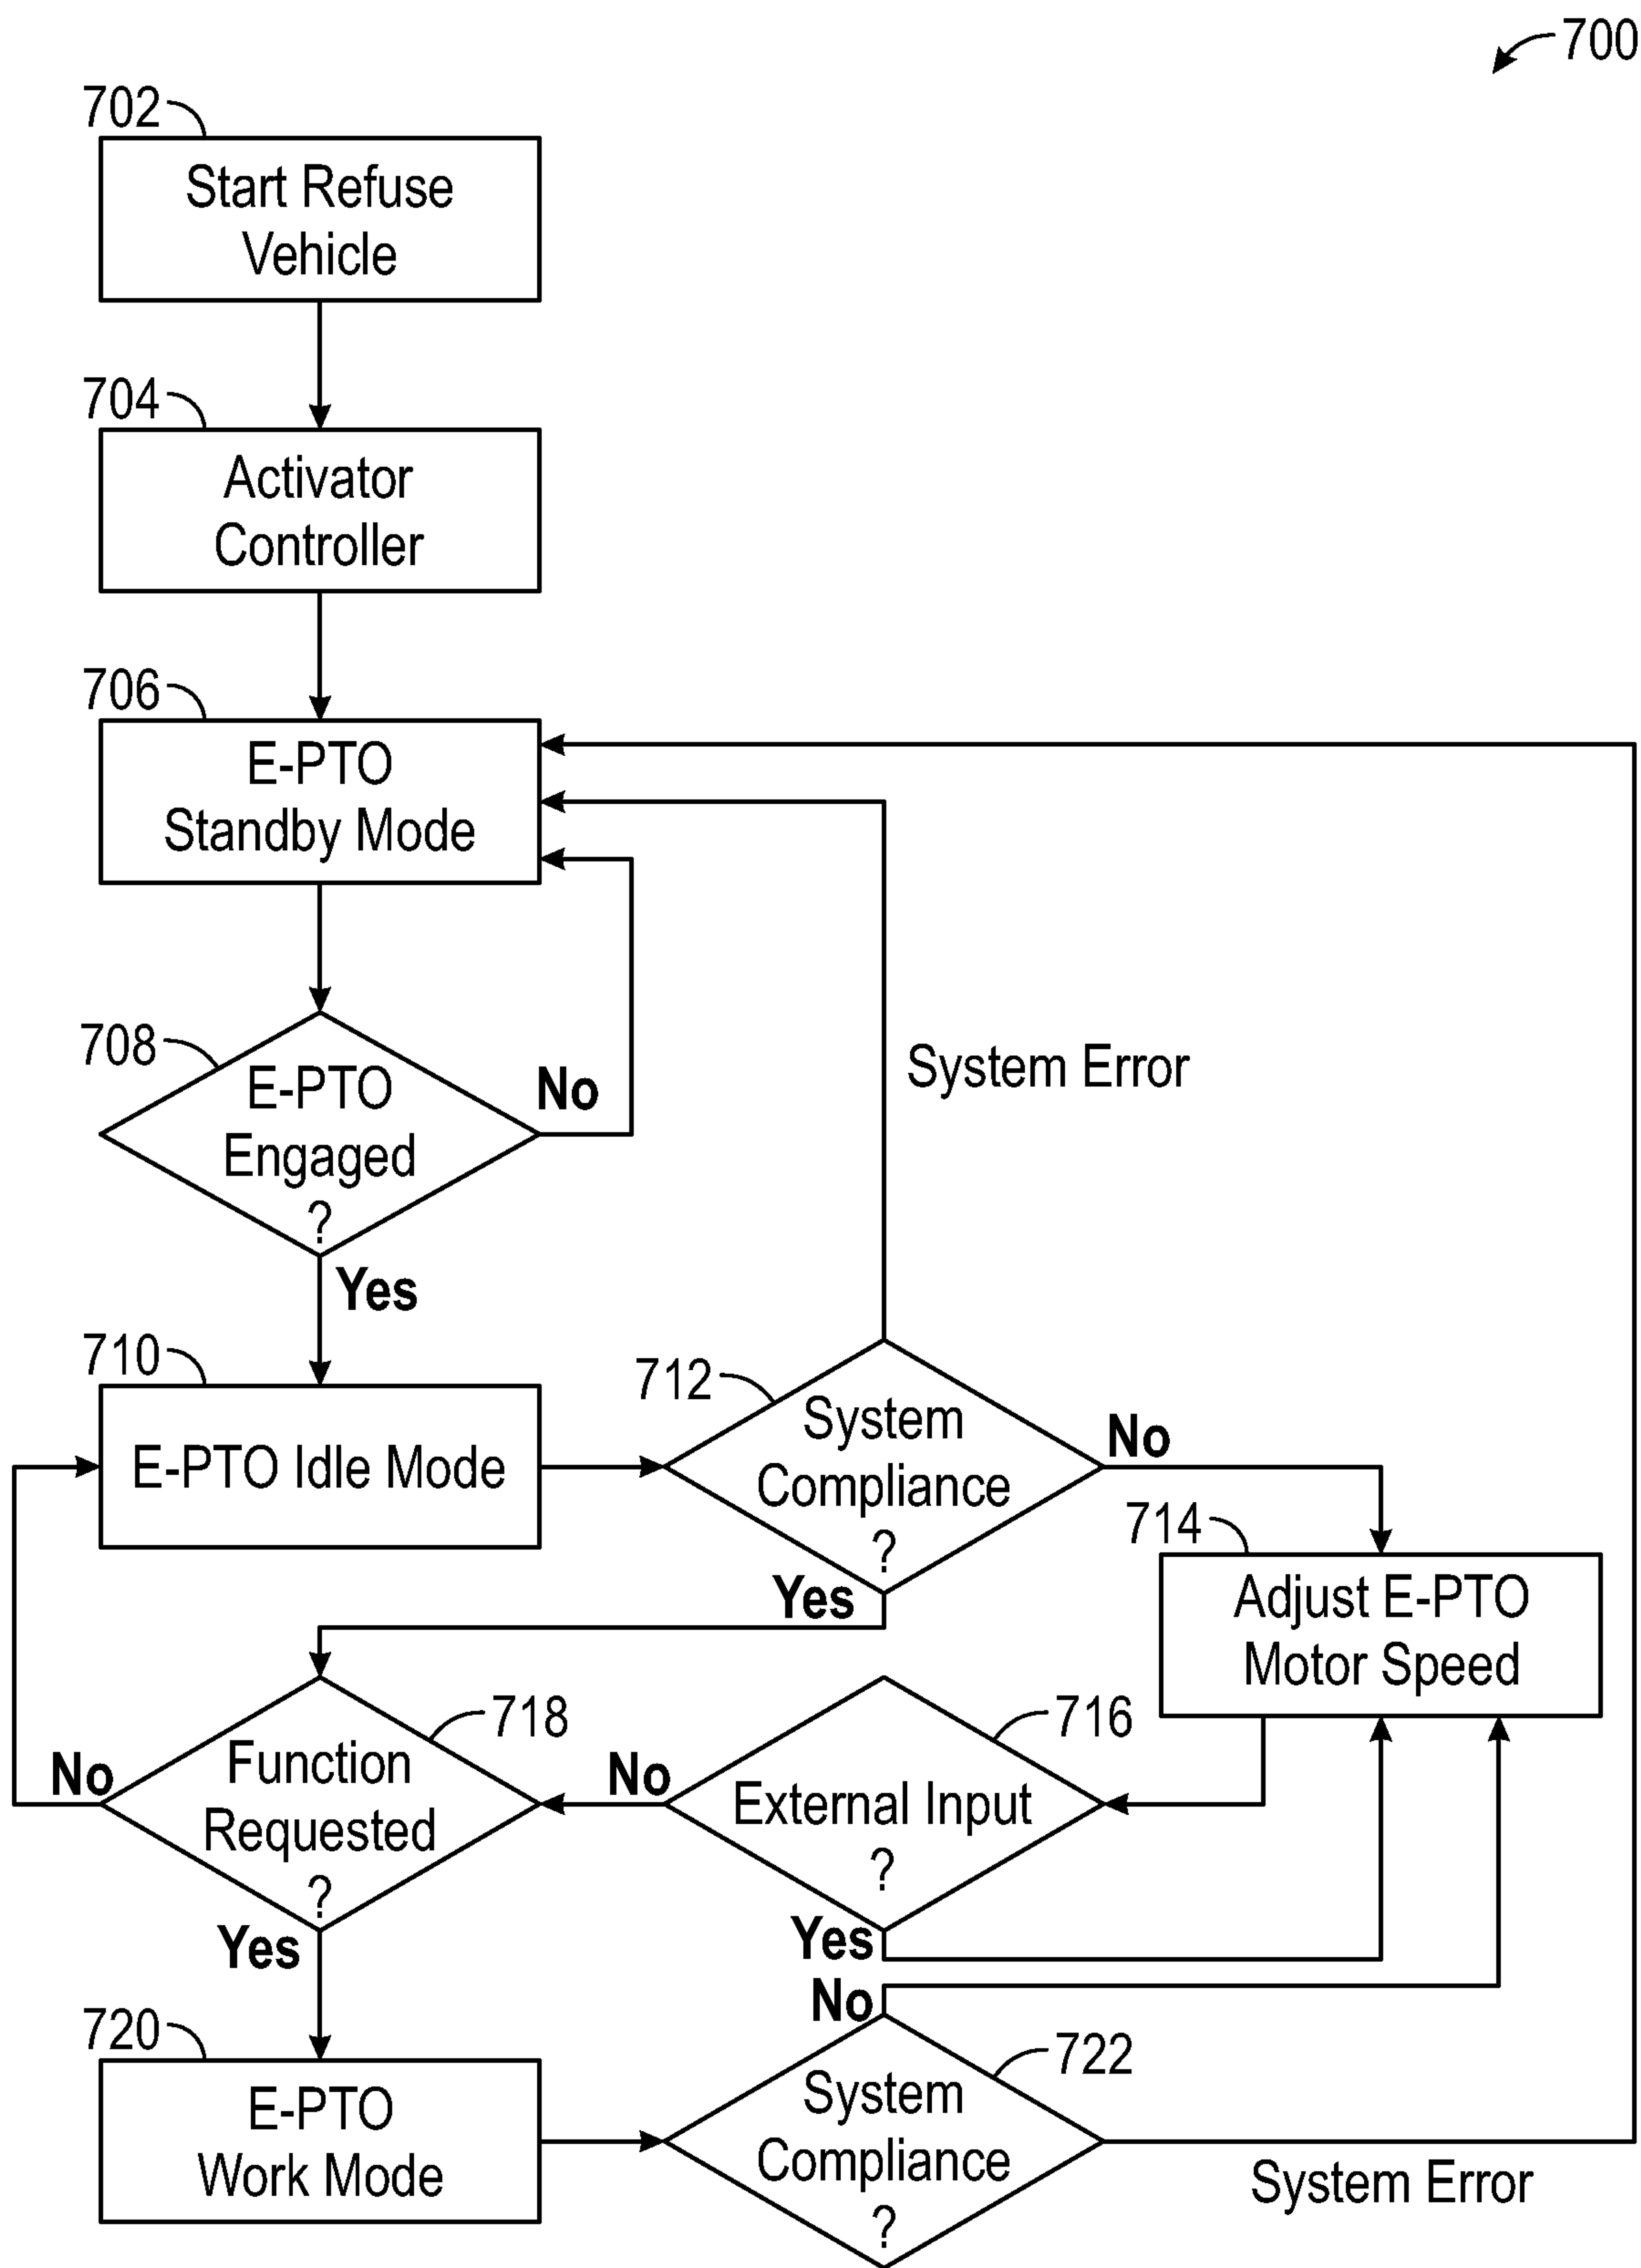 700
702
Start Refuse
Vehicle
704
Activator
Controller
706
E-PTO
Standby Mode
708
E-PTO
Engaged
?
No
Yes
System Error
710
E-PTO Idle Mode
712
System
Compliance
?
No
Yes
714
Adjust E-PTO
Motor Speed
716
External Input
?
No
Yes
718
Function
Requested
?
No
Yes
720
E-PTO
Work Mode
722
System
Compliance
?
No
System Error